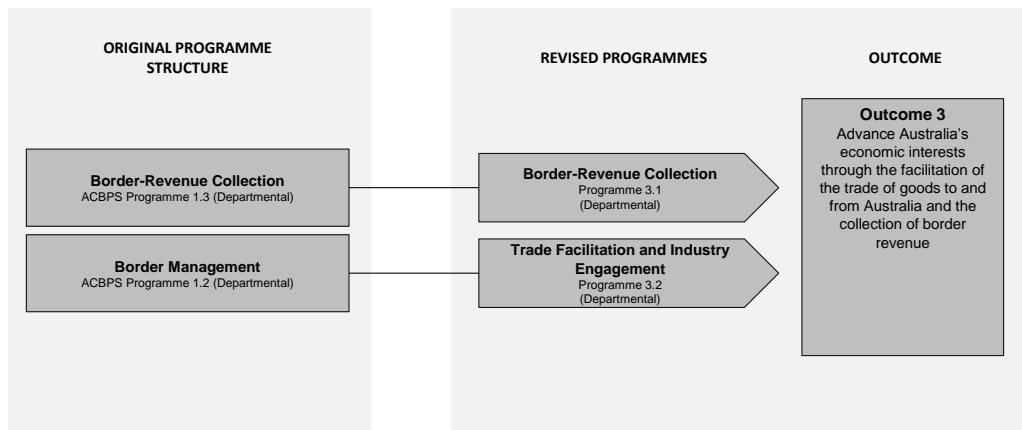 ORIGINAL PROGRAMME
STRUCTURE
REVISED PROGRAMMES
OUTCOME
Border-Revenue Collection
ACBPS Programme 1.3 (Departmental)
Border Management
ACBPS Programme 1.2 (Departmental)
Border-Revenue Collection
Programme 3.1
(Departmental)
Trade Facilitation and Industry
Engagement
Programme 3.2
(Departmental)
Outcome 3
Advance Australia’s
economic interests
through the facilitation of
the trade of goods to and
from Australia and the
collection of border
revenue